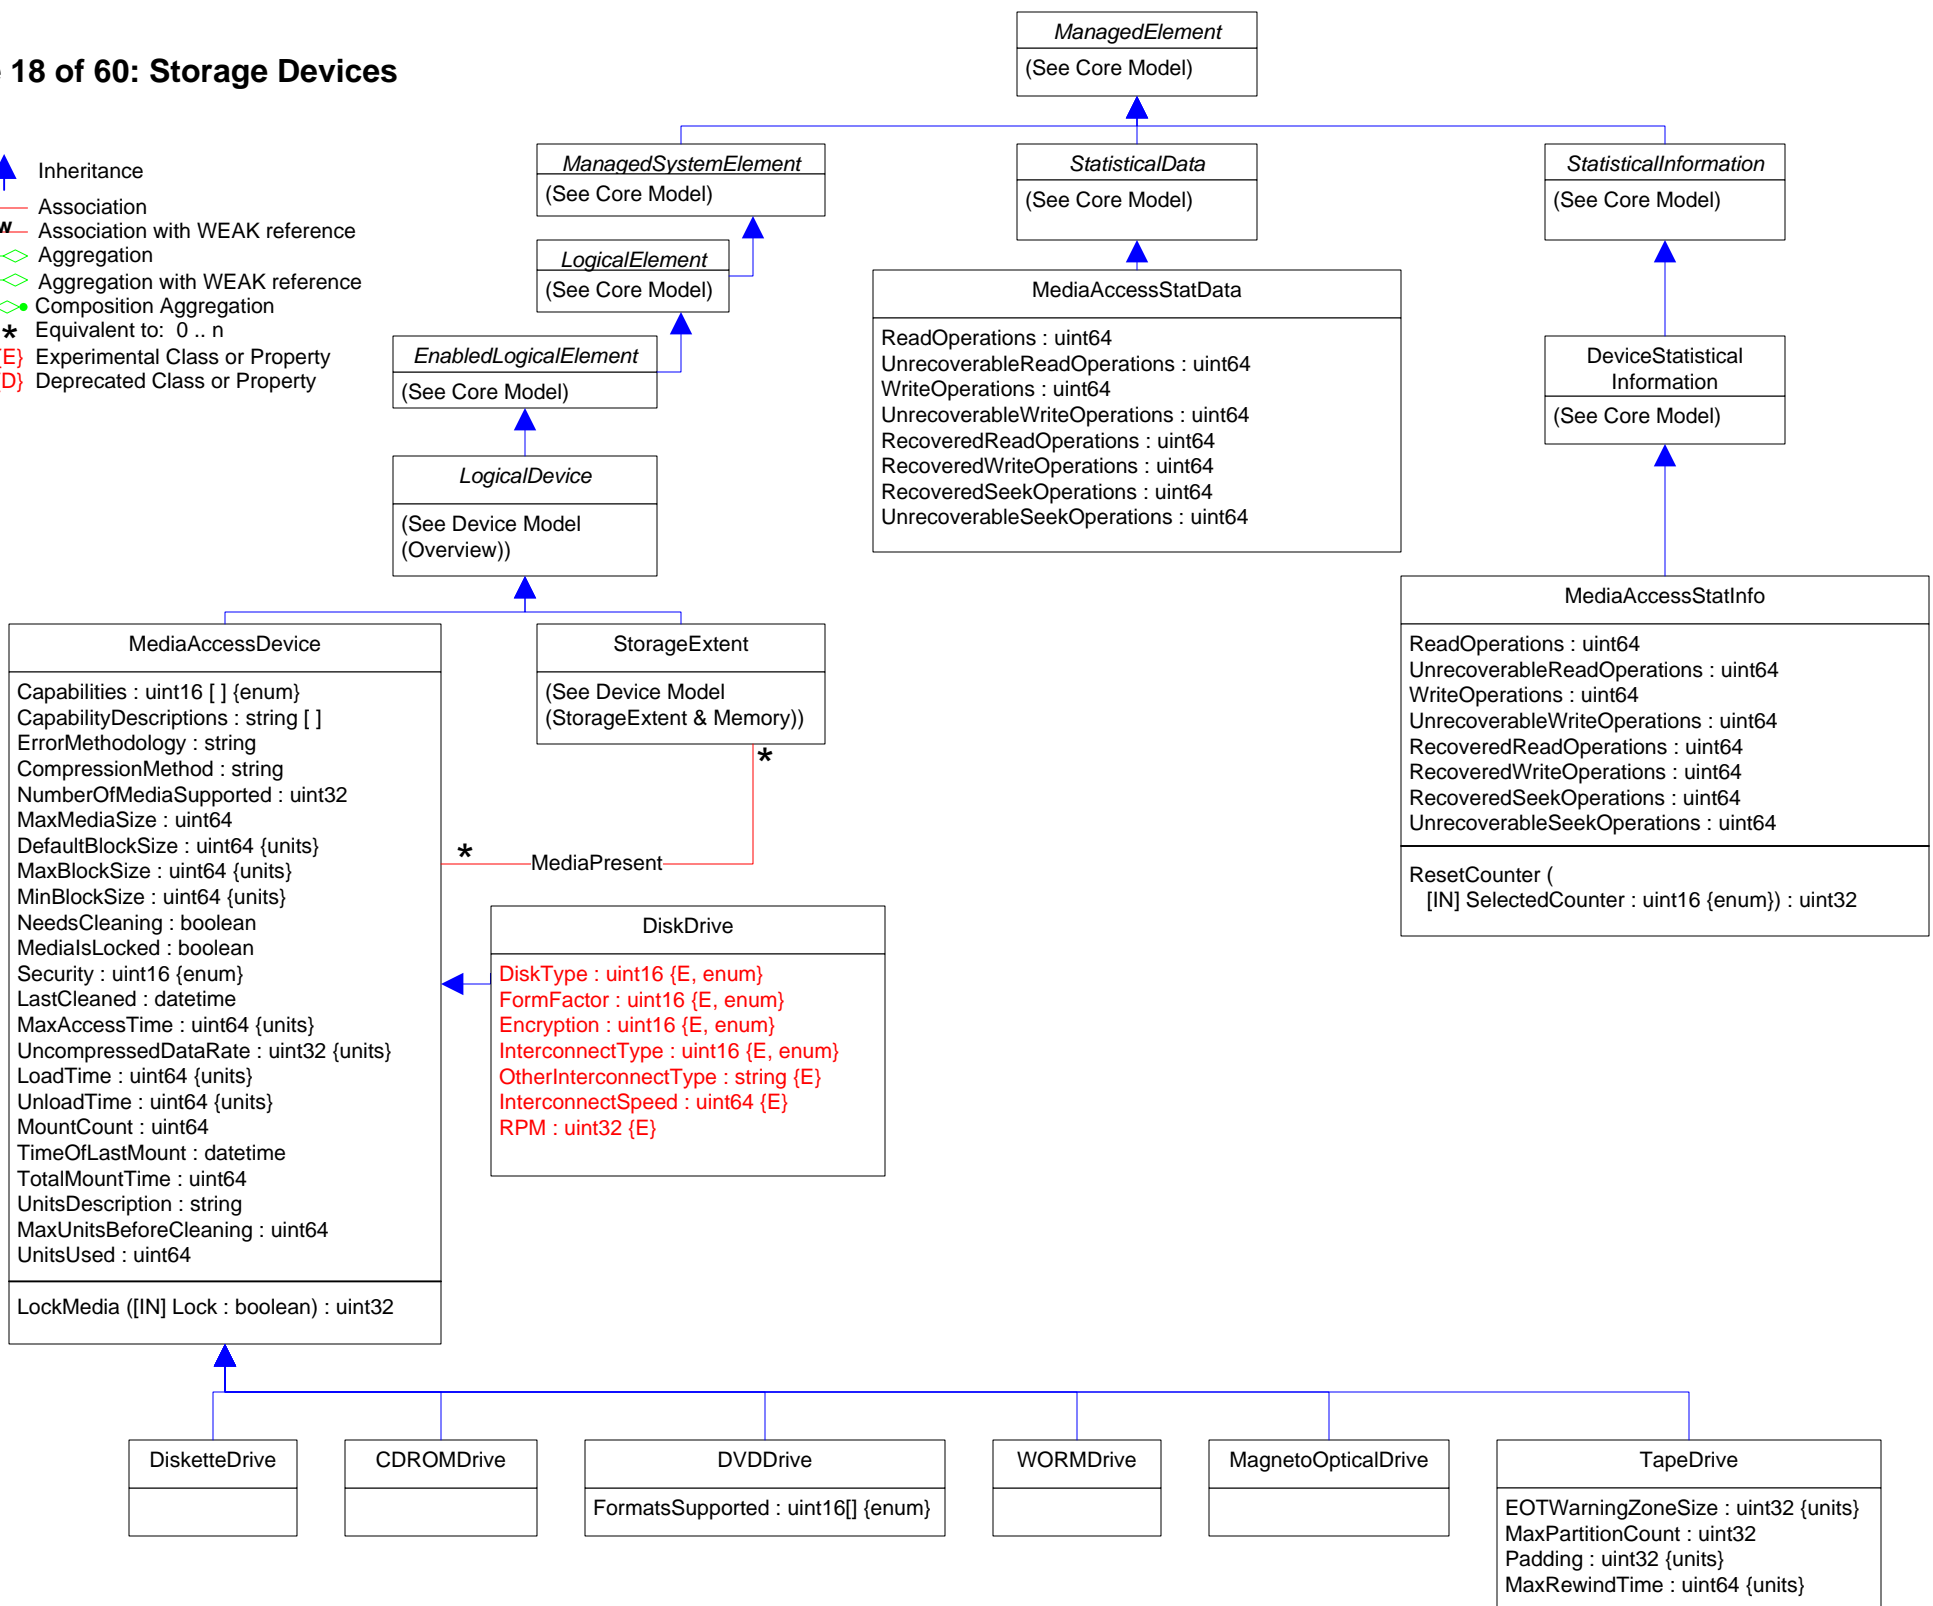 18 of 60: Storage Devices
Inheritance
Association
w Association with WEAK reference
Aggregation
Aggregation with WEAK reference
Composition Aggregation
* Equivalent to: 0 .. n
{E} Experimental Class or Property
{D} Deprecated Class or Property
ManagedElement
(See Core Model)
ManagedSystemElement
(See Core Model)
StatisticalData
(See Core Model)
StatisticalInformation
(See Core Model)
LogicalElement
(See Core Model)
EnabledLogicalElement
(See Core Model)
LogicalDevice
(See Device Model
(Overview))
MediaAccessStatData
ReadOperations : uint64
UnrecoverableReadOperations : uint64
WriteOperations : uint64
UnrecoverableWriteOperations : uint64
RecoveredReadOperations : uint64
RecoveredWriteOperations : uint64
RecoveredSeekOperations : uint64
UnrecoverableSeekOperations : uint64
DeviceStatistical
Information
(See Core Model)
MediaAccessStatInfo
ReadOperations : uint64
UnrecoverableReadOperations : uint64
WriteOperations : uint64
UnrecoverableWriteOperations : uint64
RecoveredReadOperations : uint64
RecoveredWriteOperations : uint64
RecoveredSeekOperations : uint64
UnrecoverableSeekOperations : uint64
ResetCounter (
[IN] SelectedCounter : uint16 {enum}) : uint32
MediaAccessDevice
Capabilities : uint16 [ ] {enum}
CapabilityDescriptions : string [ ]
ErrorMethodology : string
CompressionMethod : string
NumberOfMediaSupported : uint32
MaxMediaSize : uint64
DefaultBlockSize : uint64 {units}
MaxBlockSize : uint64 {units}
MinBlockSize : uint64 {units}
NeedsCleaning : boolean
MediaIsLocked : boolean
Security : uint16 {enum}
LastCleaned : datetime
MaxAccessTime : uint64 {units}
UncompressedDataRate : uint32 {units}
LoadTime : uint64 {units}
UnloadTime : uint64 {units}
MountCount : uint64
TimeOfLastMount : datetime
TotalMountTime : uint64
UnitsDescription : string
MaxUnitsBeforeCleaning : uint64
UnitsUsed : uint64
LockMedia ([IN] Lock : boolean) : uint32
StorageExtent
(See Device Model
(StorageExtent & Memory))
*
* MediaPresent
DiskDrive
DiskType : uint16 {E, enum}
FormFactor : uint16 {E, enum}
Encryption : uint16 {E, enum}
InterconnectType : uint16 {E, enum}
OtherInterconnectType : string {E}
InterconnectSpeed : uint64 {E}
RPM : uint32 {E}
DisketteDrive
CDROMDrive
DVDDrive
FormatsSupported : uint16[] {enum}
WORMDrive
MagnetoOpticalDrive
TapeDrive
EOTWarningZoneSize : uint32 {units}
MaxPartitionCount : uint32
Padding : uint32 {units}
MaxRewindTime : uint64 {units}